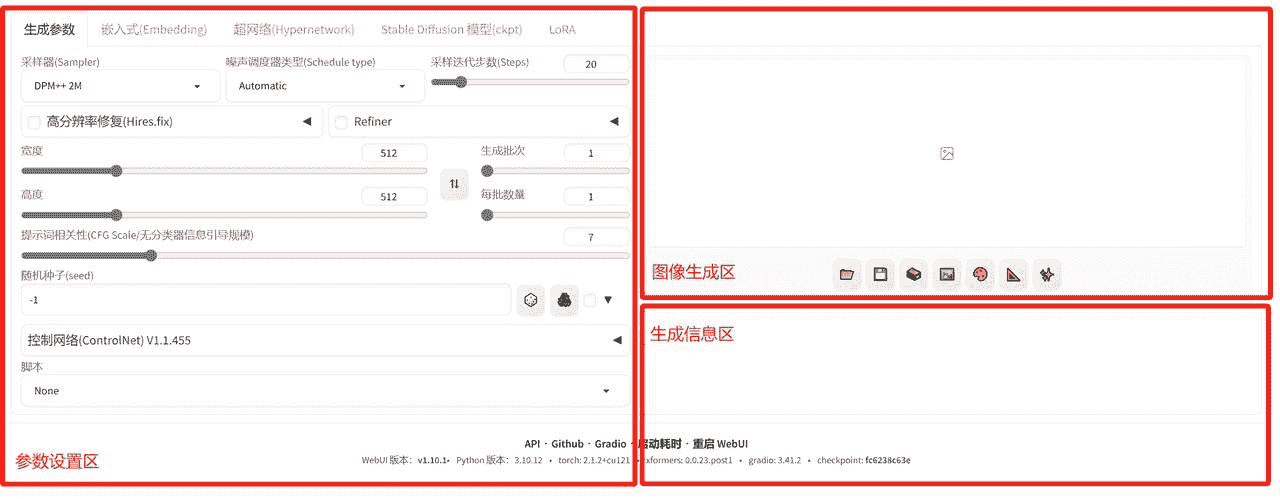 生成参数 嵌入式(Embedding) 超网络(Hypernetwork) Stable Diffusion 模型(ckpt) LoRA
采样器(Sampler) 噪声调度器类型(Schedule type) 采样迭代步数(Steps) 20
DPM++ 2M Automatic
高分辨率修复(Hires.fix) Refiner
宽度 512 生成批次 1
高度 512 每批数量 1
提示词相关性(CFG Scale/无分类器信息引导规模) 7
随机种子(seed)
-1
控制网络(ControlNet) V1.1.455
脚本
None
参数设置区
图像生成区
生成信息区
API · Github · Gradio · 启动耗时 · 重启 WebUI
WebUI 版本: v1.10.1 • Python 版本: 3.10.12 • torch: 2.1.2+cu121 • xformers: 0.0.23.post1 • gradio: 3.41.2 • checkpoint: fc6238c63e